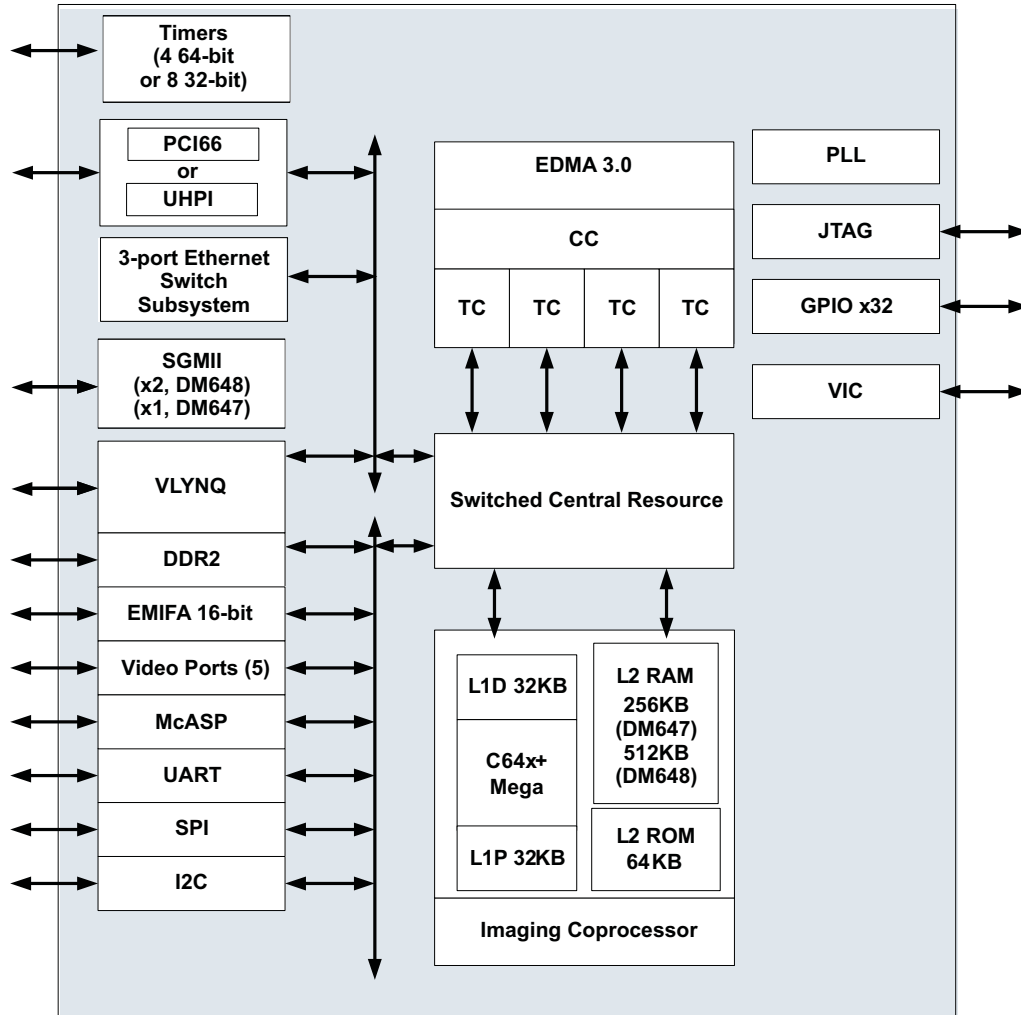 Timers
(4 64-bit
or 8 32-bit)
PCI66
or
UHPI
3-port Ethernet
Switch
Subsystem
SGMII
(x2, DM648)
(x1, DM647)
VLYNQ
DDR2
EMIFA 16-bit
Video Ports (5)
McASP
UART
SPI
I2C
EDMA 3.0
CC
TC
TC
TC
TC
Switched Central Resource
L1D 32KB
C64x+
Mega
L1P 32KB
L2 RAM
256KB
(DM647)
512KB
(DM648)
L2 ROM
64KB
Imaging Coprocessor
PLL
JTAG
GPIO x32
VIC